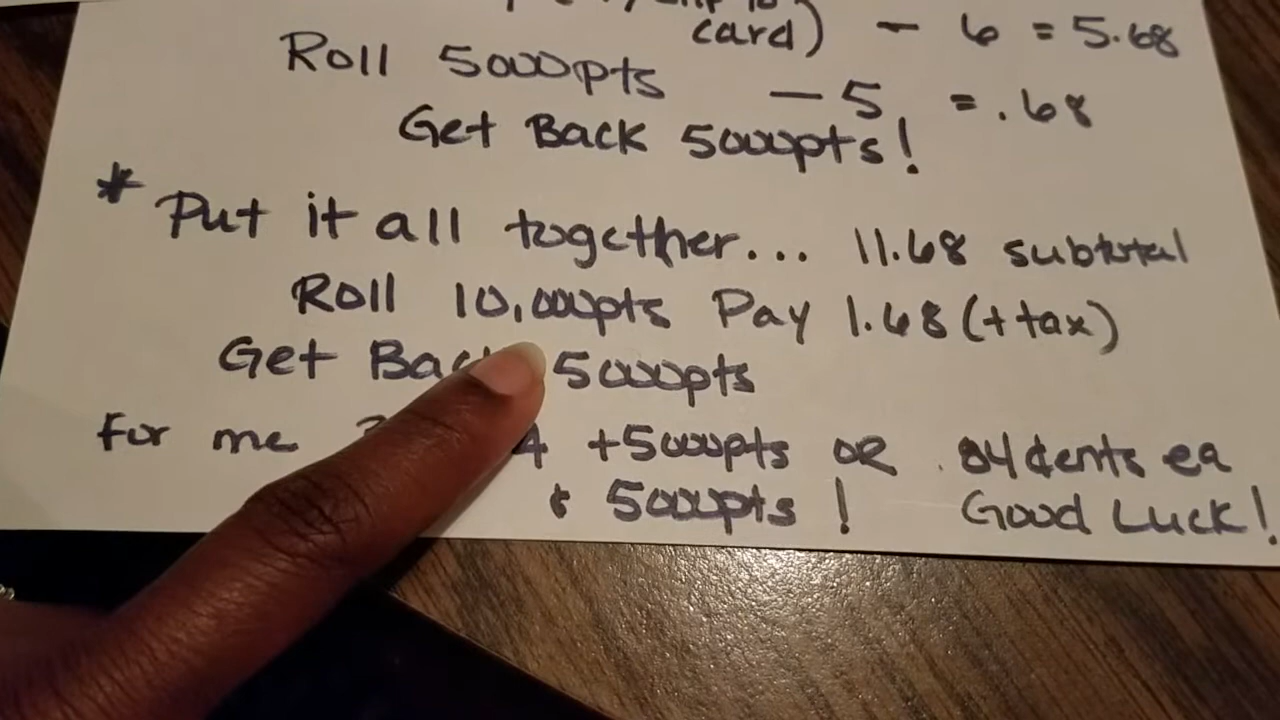 card) - 6 = 5.68
Roll 5000pts - 5 = .68
Get Back 5000pts!
* Put it all together... 11.68 subtotal
Roll 10,000pts Pay 1.68 (+ tax)
Get Back 5000pts
for me +5000pts or .84¢ents ea
& 5000pts! Good Luck!